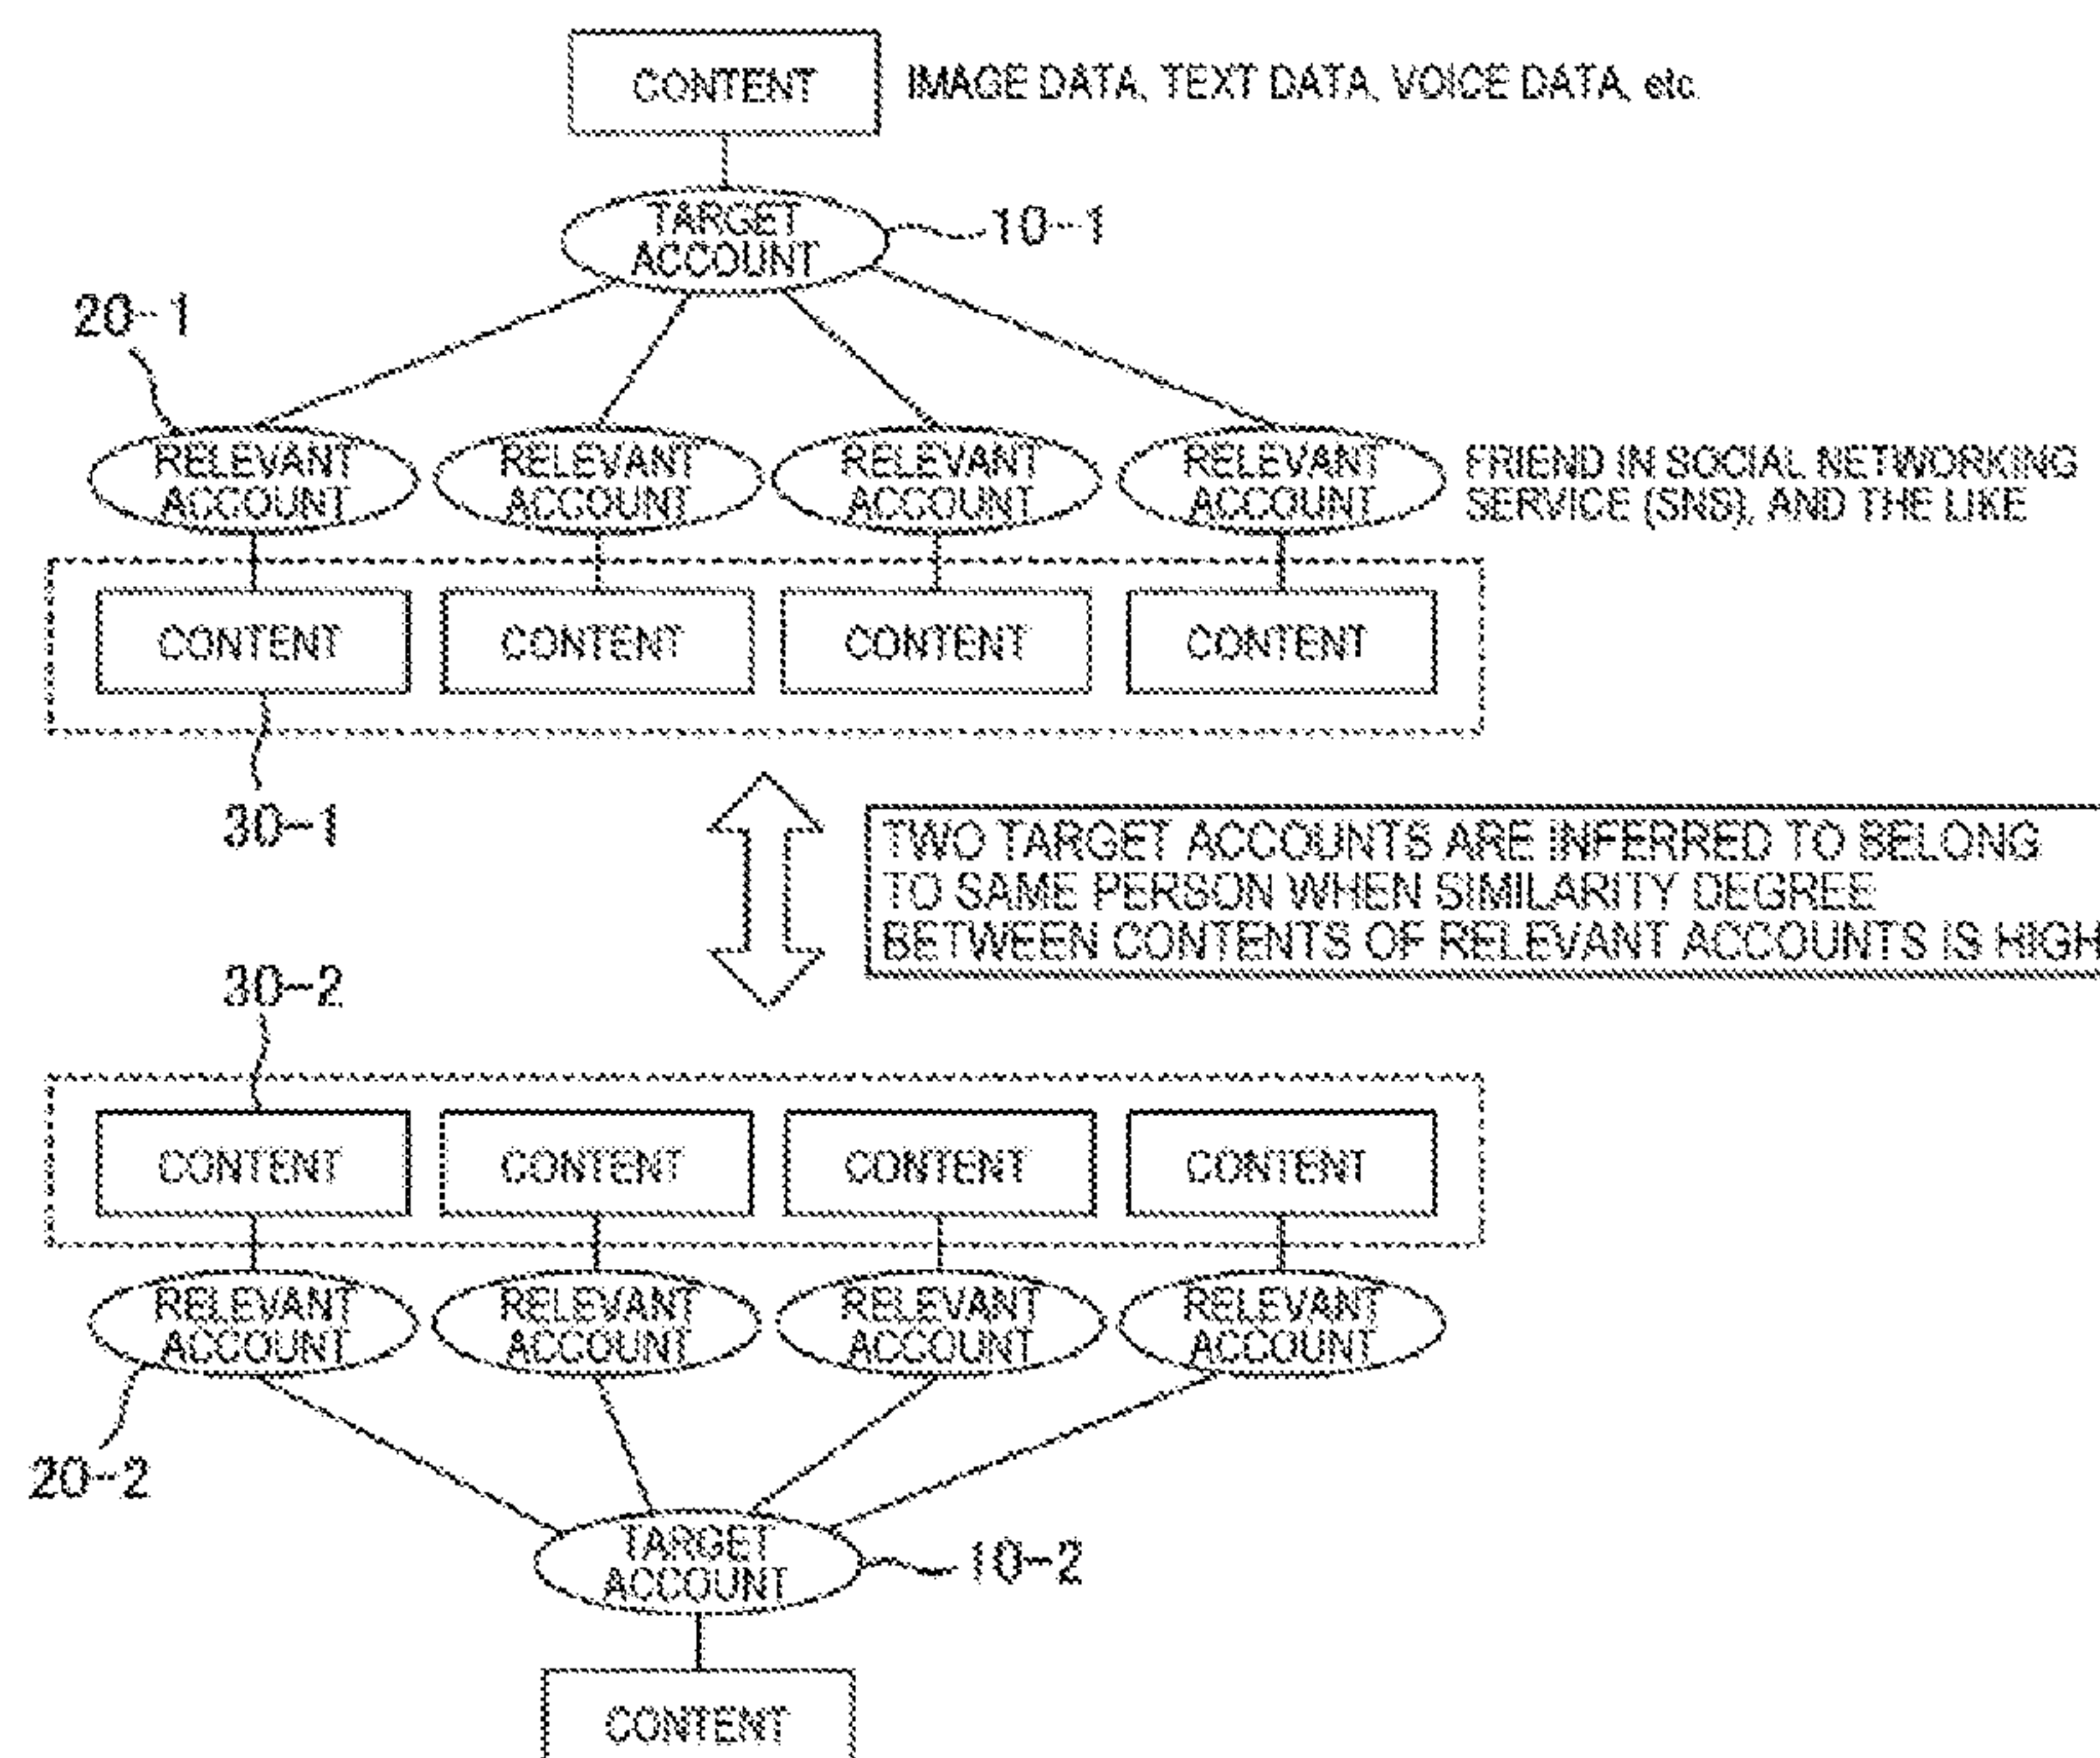 CONTENT
IMAGE DATA, TEXT DATA, VOICE DATA, etc.
TARGET
ACCOUNT
10-1
20-1
RELEVANT
ACCOUNT
RELEVANT
ACCOUNT
RELEVANT
ACCOUNT
RELEVANT
ACCOUNT
FRIEND IN SOCIAL NETWORKING
SERVICE (SNS), AND THE LIKE
CONTENT
CONTENT
CONTENT
CONTENT
30-1
TWO TARGET ACCOUNTS ARE INFERRED TO BELONG
TO SAME PERSON WHEN SIMILARITY DEGREE
BETWEEN CONTENTS OF RELEVANT ACCOUNTS IS HIGH
30-2
CONTENT
CONTENT
CONTENT
CONTENT
RELEVANT
ACCOUNT
RELEVANT
ACCOUNT
RELEVANT
ACCOUNT
RELEVANT
ACCOUNT
20-2
TARGET
ACCOUNT
10-2
CONTENT